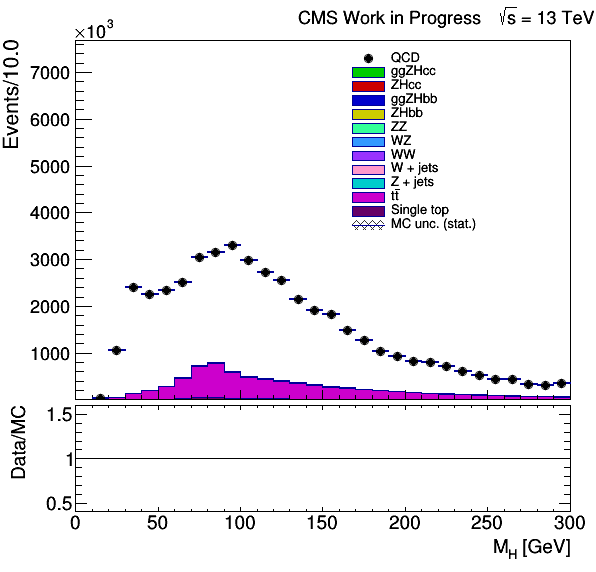 CMS Work in Progress √s = 13 TeV
×10³
Events/10.0
7000
6000
5000
4000
3000
2000
1000
QCD
ggZHcc
ZHcc
ggZHbb
ZHbb
ZZ
WZ
WW
W + jets
Z + jets
tt̄
Single top
MC unc. (stat.)
Data/MC
1.5
1
0.5
0 50 100 150 200 250 300
M_H [GeV]